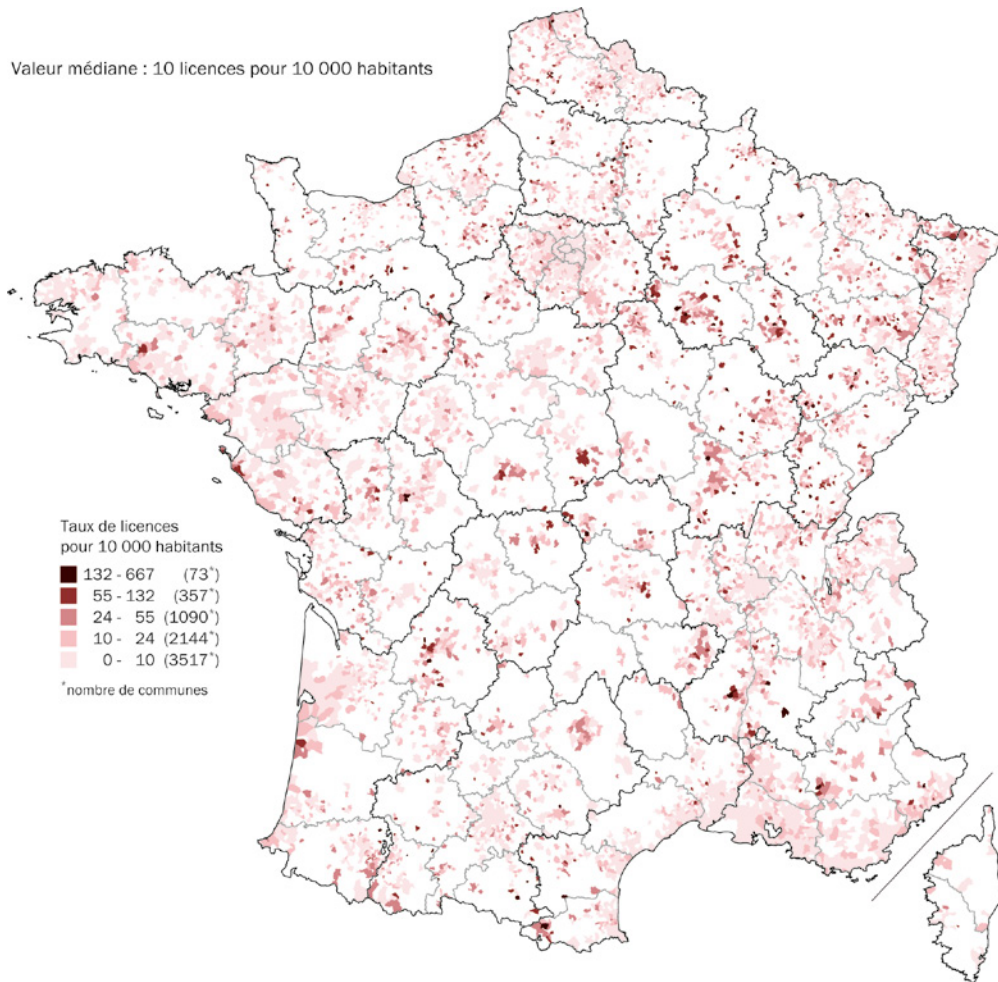 Valeur médiane : 10 licences pour 10 000 habitants
Taux de licences
pour 10 000 habitants
132 - 667 (73*)
55 - 132 (357*)
24 - 55 (1090*)
10 - 24 (2144*)
0 - 10 (3517*)
*nombre de communes